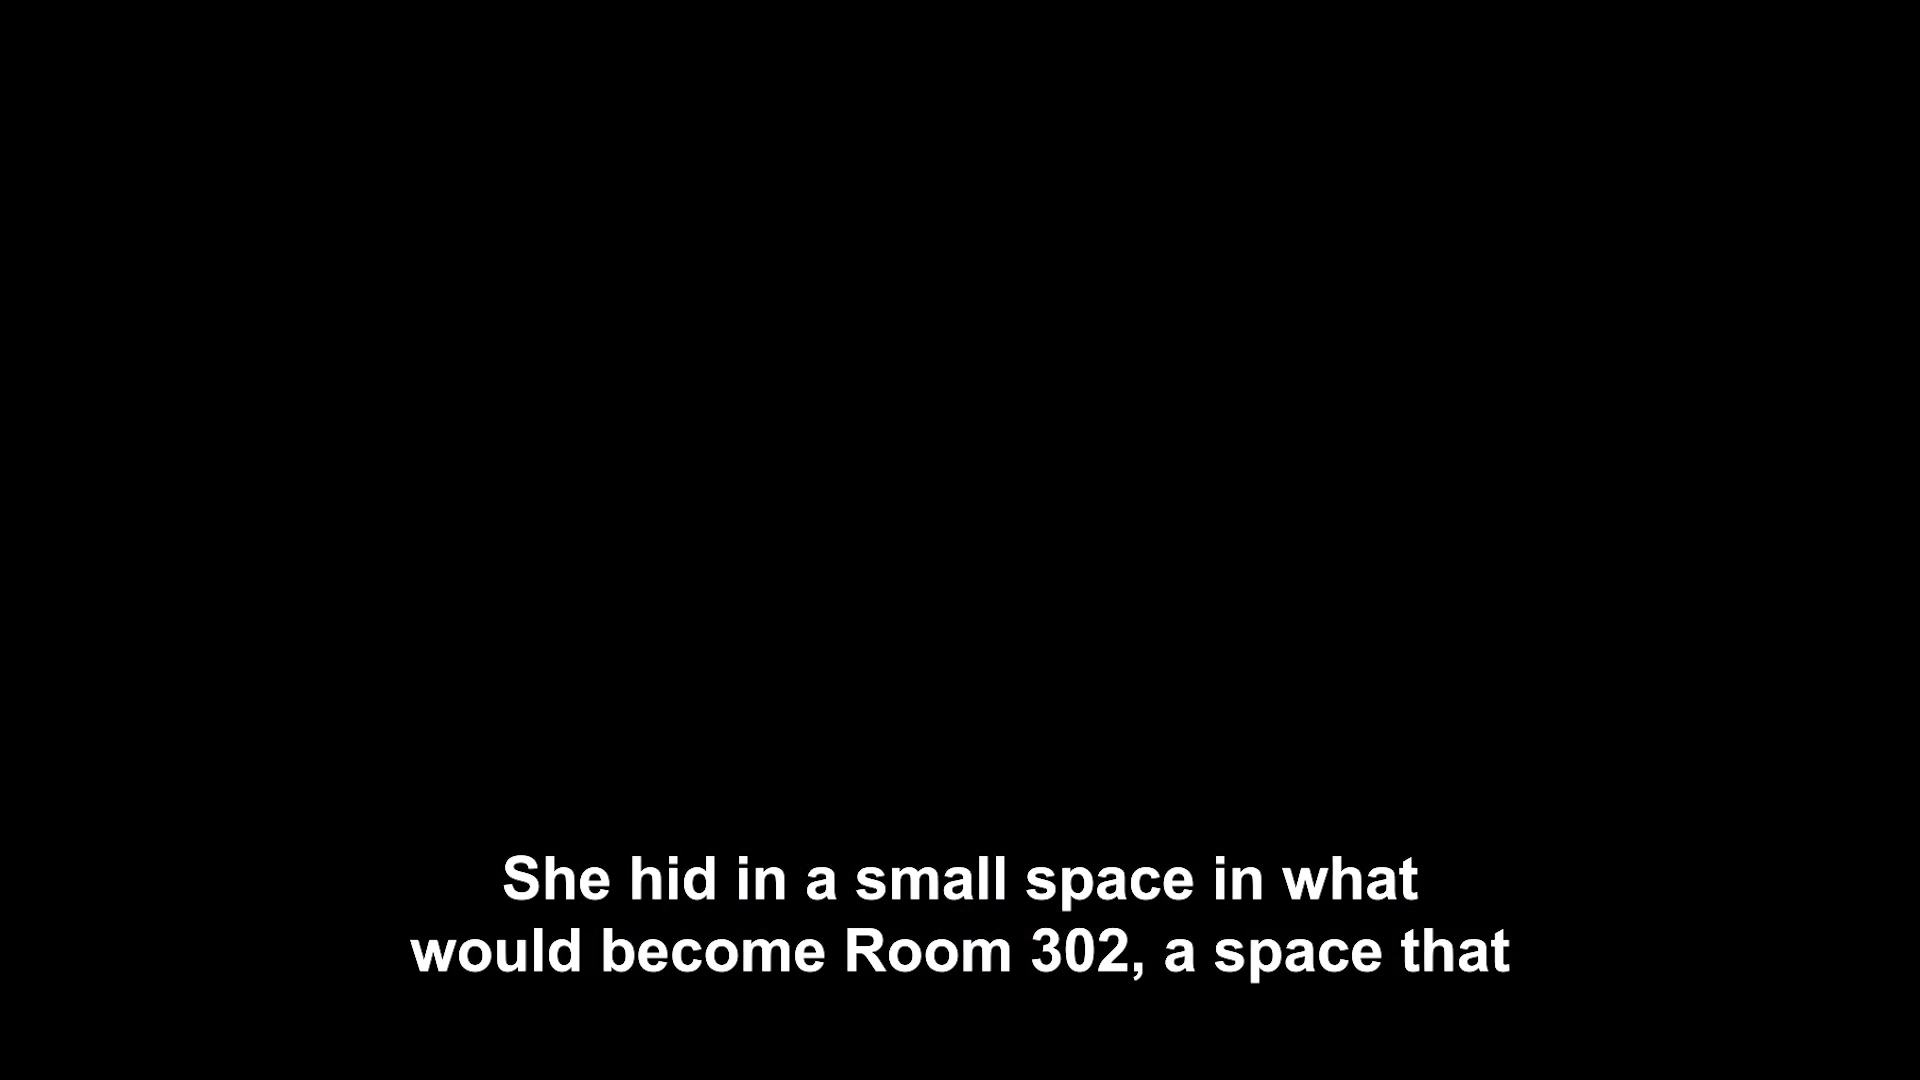 She hid in a small space in what
would become Room 302, a space that